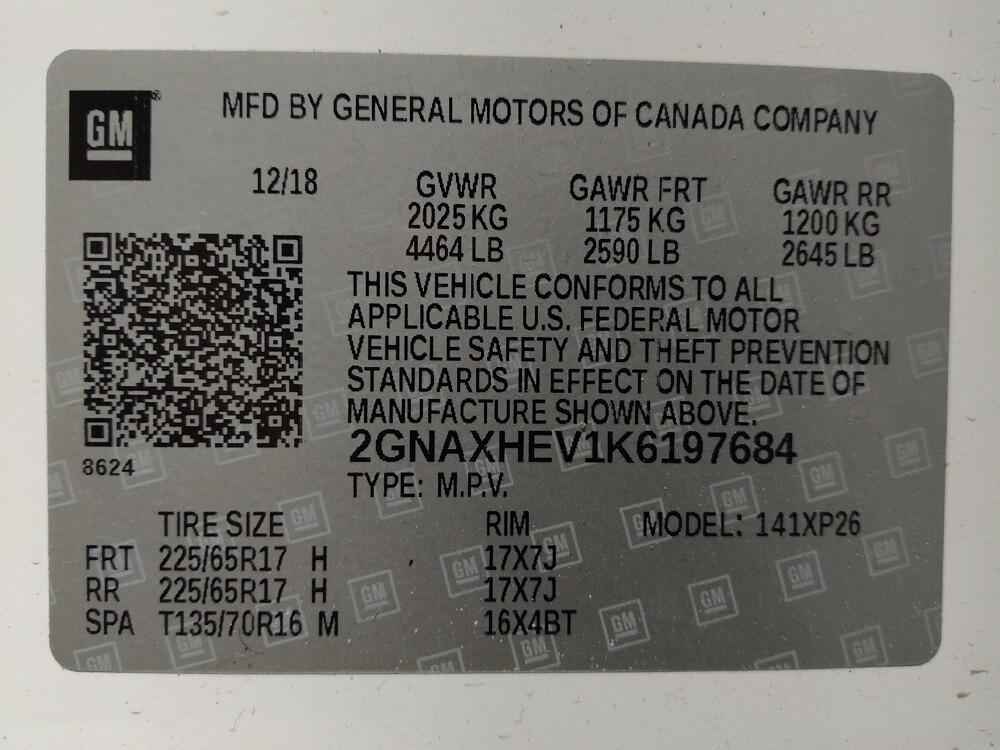 GM®
MFD BY GENERAL MOTORS OF CANADA COMPANY
12/18 GVWR GAWR FRT GAWR RR
2025 KG 1175 KG 1200 KG
4464 LB 2590 LB 2645 LB
THIS VEHICLE CONFORMS TO ALL
APPLICABLE U.S. FEDERAL MOTOR
VEHICLE SAFETY AND THEFT PREVENTION
STANDARDS IN EFFECT ON THE DATE OF
MANUFACTURE SHOWN ABOVE.
2GNAXHEV1K6197684
8624
TYPE: M.P.V.
TIRE SIZE RIM MODEL: 141XP26
FRT 225/65R17 H 17X7J
RR 225/65R17 H 17X7J
SPA T135/70R16 M 16X4BT